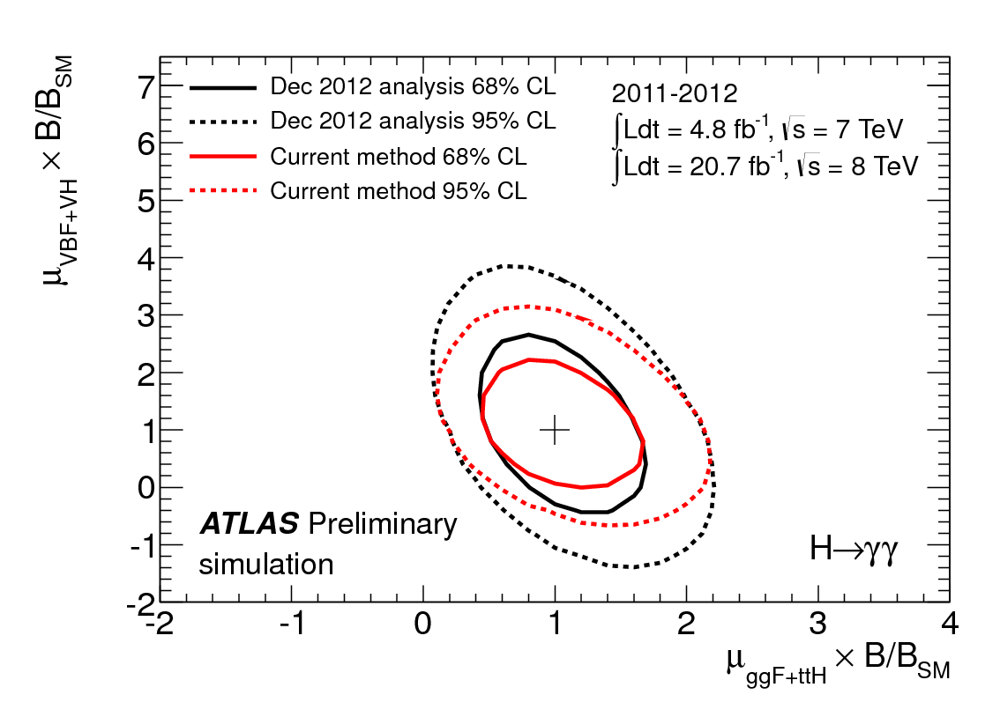 μVBF+VH × B/BSM
7
6
5
4
3
2
1
0
-1
-2
Dec 2012 analysis 68% CL
Dec 2012 analysis 95% CL
Current method 68% CL
Current method 95% CL
2011-2012
∫Ldt = 4.8 fb-1, √s = 7 TeV
∫Ldt = 20.7 fb-1, √s = 8 TeV
ATLAS Preliminary
simulation
H→γγ
-2 -1 0 1 2 3 4
μggF+ttH × B/BSM